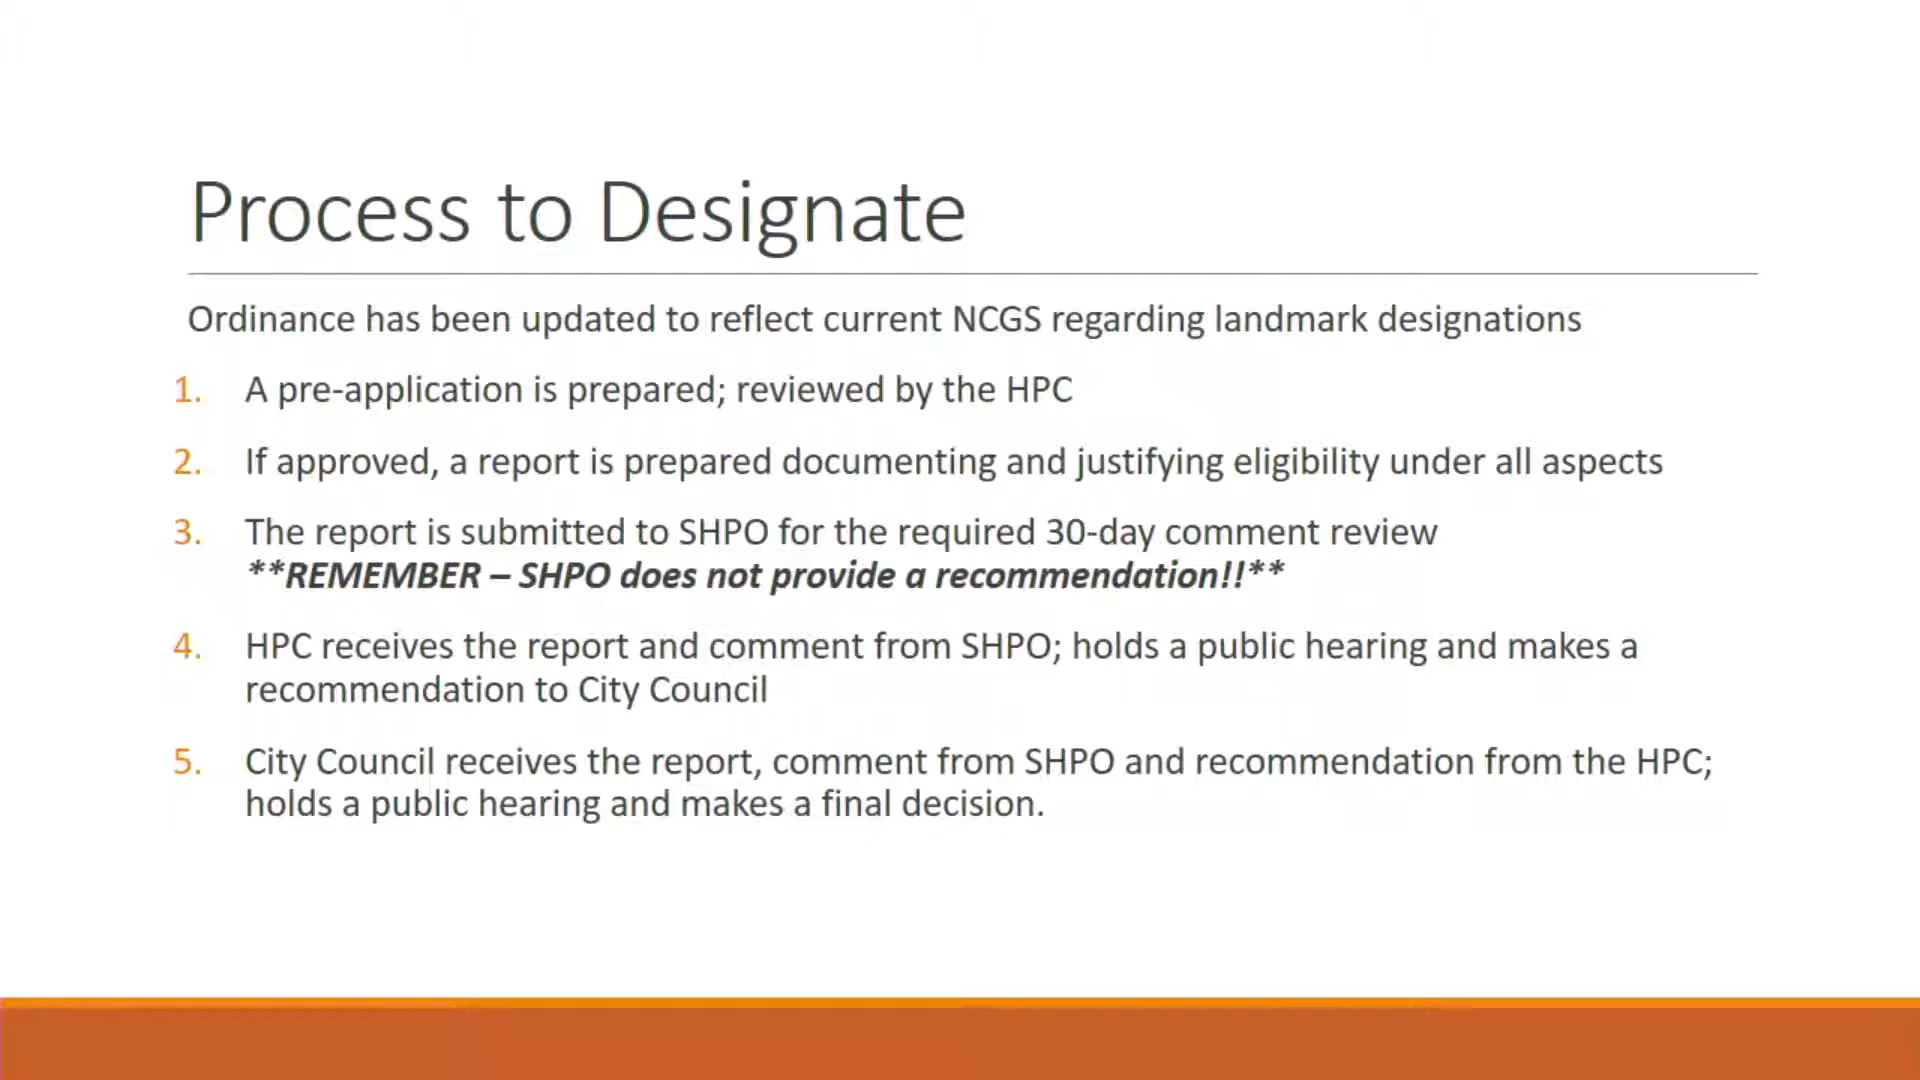 Process to Designate
Ordinance has been updated to reflect current NCGS regarding landmark designations
1. A pre-application is prepared; reviewed by the HPC
2. If approved, a report is prepared documenting and justifying eligibility under all aspects
3. The report is submitted to SHPO for the required 30-day comment review
**REMEMBER – SHPO does not provide a recommendation!!**
4. HPC receives the report and comment from SHPO; holds a public hearing and makes a
recommendation to City Council
5. City Council receives the report, comment from SHPO and recommendation from the HPC;
holds a public hearing and makes a final decision.